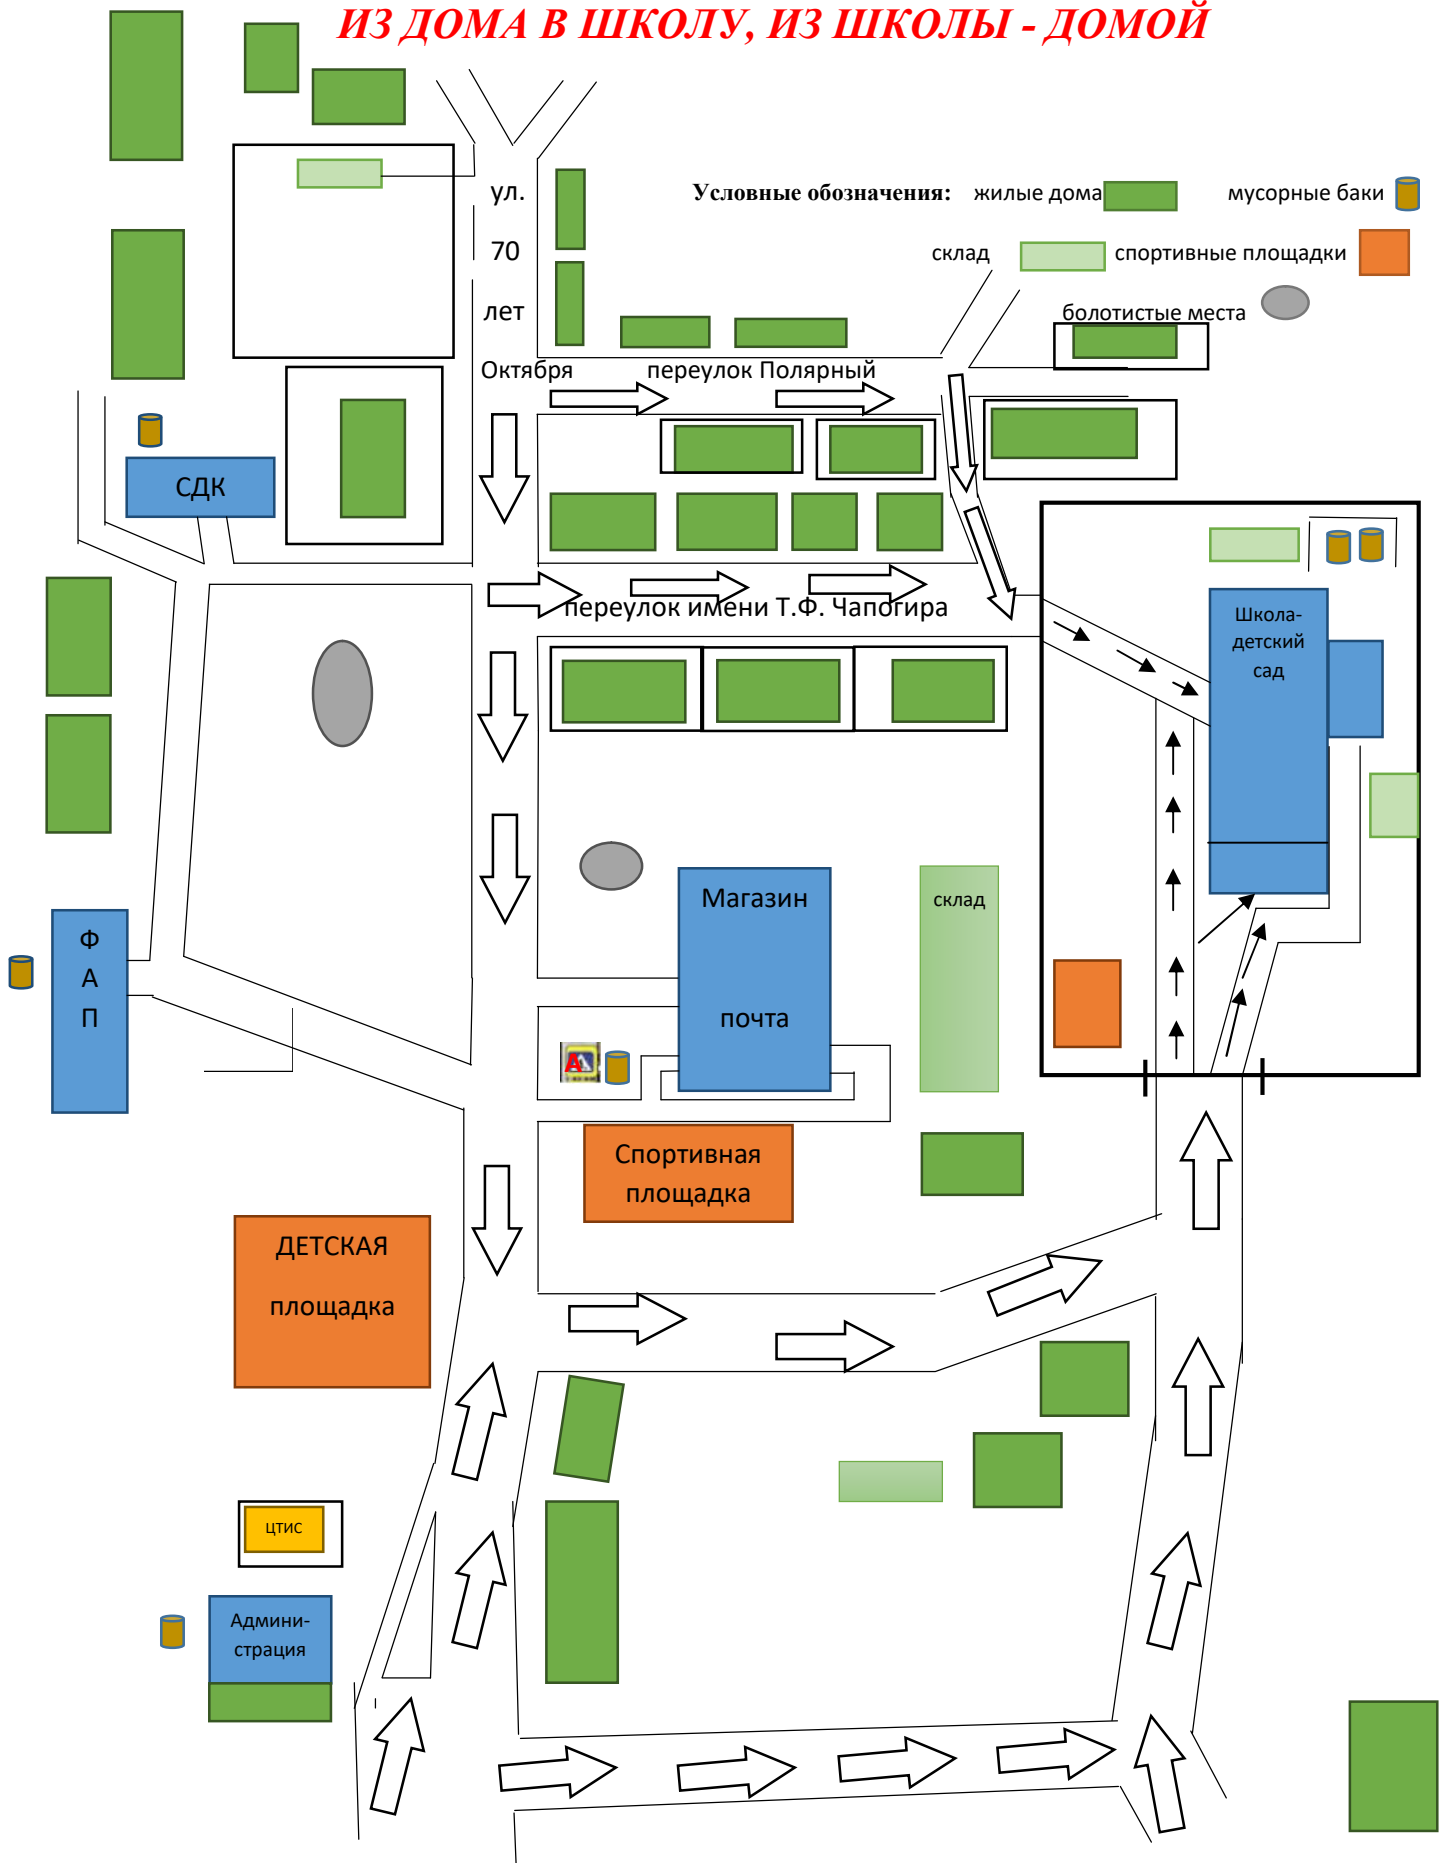 ИЗ ДОМА В ШКОЛУ, ИЗ ШКОЛЫ - ДОМОЙ
ул.
70
лет
Октября
Условные обозначения: жилые дома мусорные баки
склад спортивные площадки
болотистые места
переулок Полярный
СДК
переулок имени Т.Ф. Чапогира
Школа-
детский
сад
Магазин
почта
склад
Ф
А
П
А
Спортивная
площадка
ДЕТСКАЯ
площадка
цтис
Админи-
страция